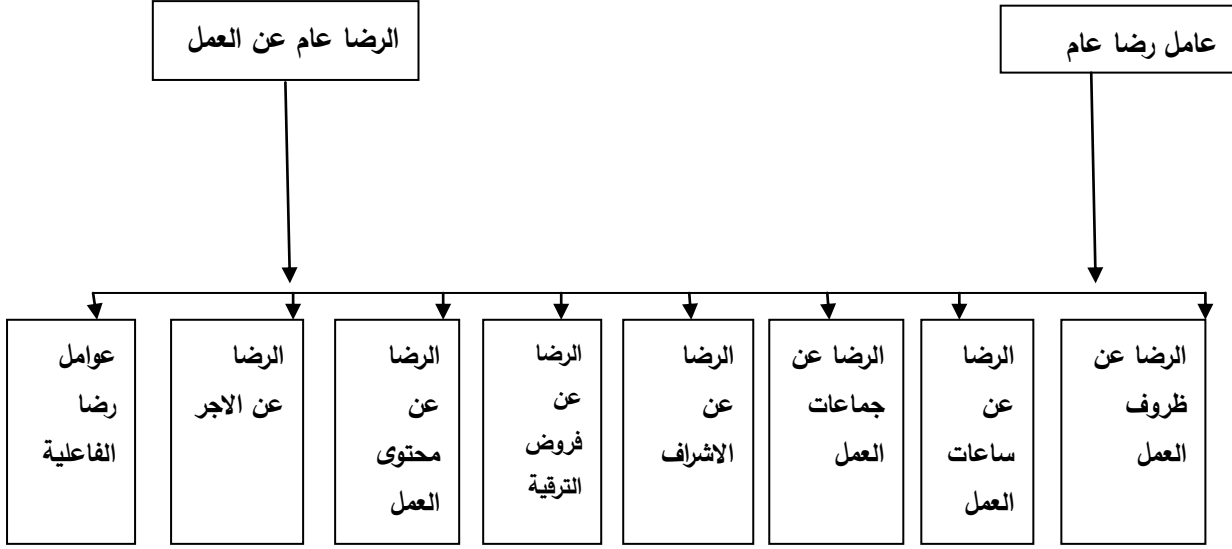 عامل رضا عام
الرضا عام عن العمل
الرضا عن
ظروف
العمل
الرضا
عن
ساعات
العمل
الرضا عن
جماعات
العمل
الرضا
عن
الاشراف
الرضا
عن
فروض
الترقية
الرضا
عن
محتوى
العمل
الرضا
عن الاجر
عوامل
رضا
الفاعلية